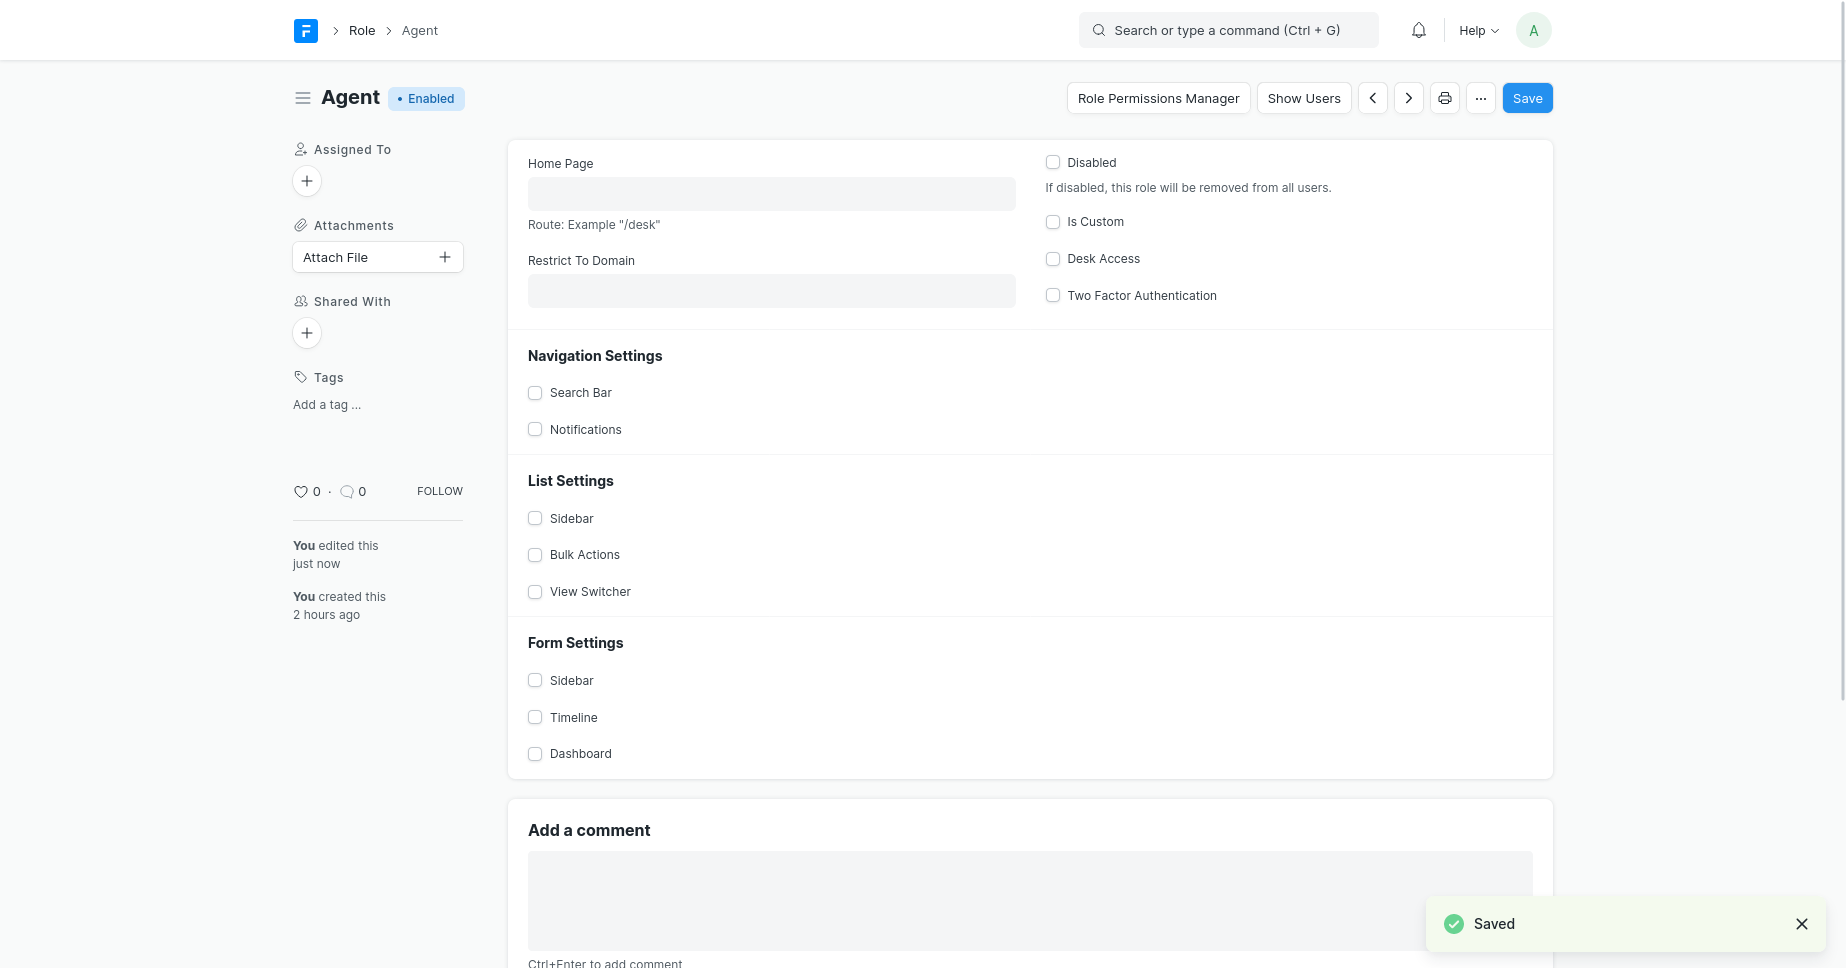 Role
Agent
Search or type a command (Ctrl + G)
Help
A
Agent
• Enabled
Role Permissions Manager
Show Users
...
Save
Assigned To
Attachments
Attach File
Shared With
Tags
Add a tag ...
0 · 0
FOLLOW
You edited this
just now
You created this
2 hours ago
Home Page
Route: Example "/desk"
Restrict To Domain
Disabled
If disabled, this role will be removed from all users.
Is Custom
Desk Access
Two Factor Authentication
Navigation Settings
Search Bar
Notifications
List Settings
Sidebar
Bulk Actions
View Switcher
Form Settings
Sidebar
Timeline
Dashboard
Add a comment
Ctrl+Enter to add comment
Saved